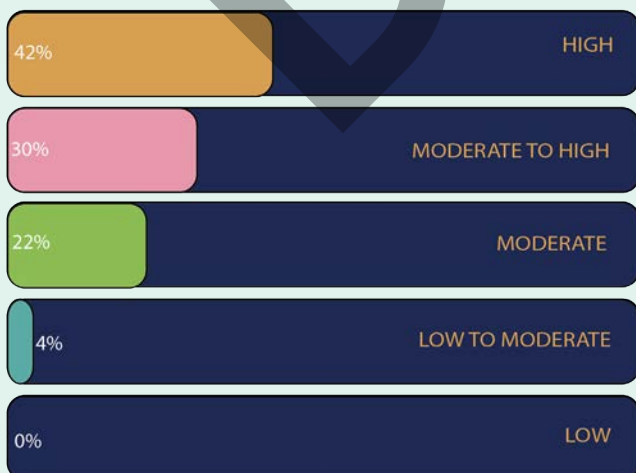 42% HIGH
30% MODERATE TO HIGH
22% MODERATE
4% LOW TO MODERATE
0% LOW